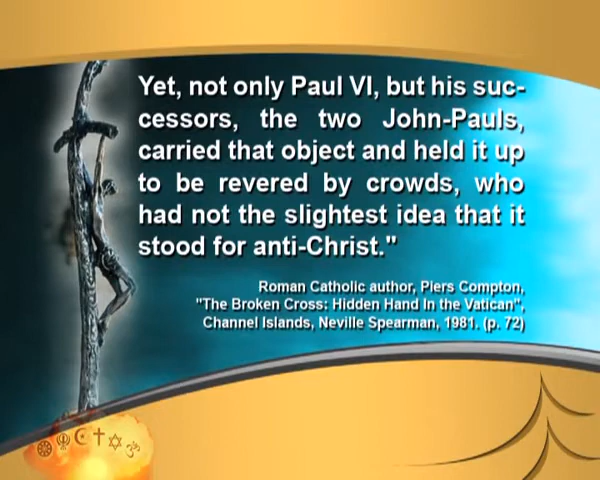 Yet, not only Paul VI, but his suc-
cessors, the two John-Pauls,
carried that object and held it up
to be revered by crowds, who
had not the slightest idea that it
stood for anti-Christ."
Roman Catholic author, Piers Compton,
"The Broken Cross: Hidden Hand In the Vatican",
Channel Islands, Neville Spearman, 1981. (p. 72)